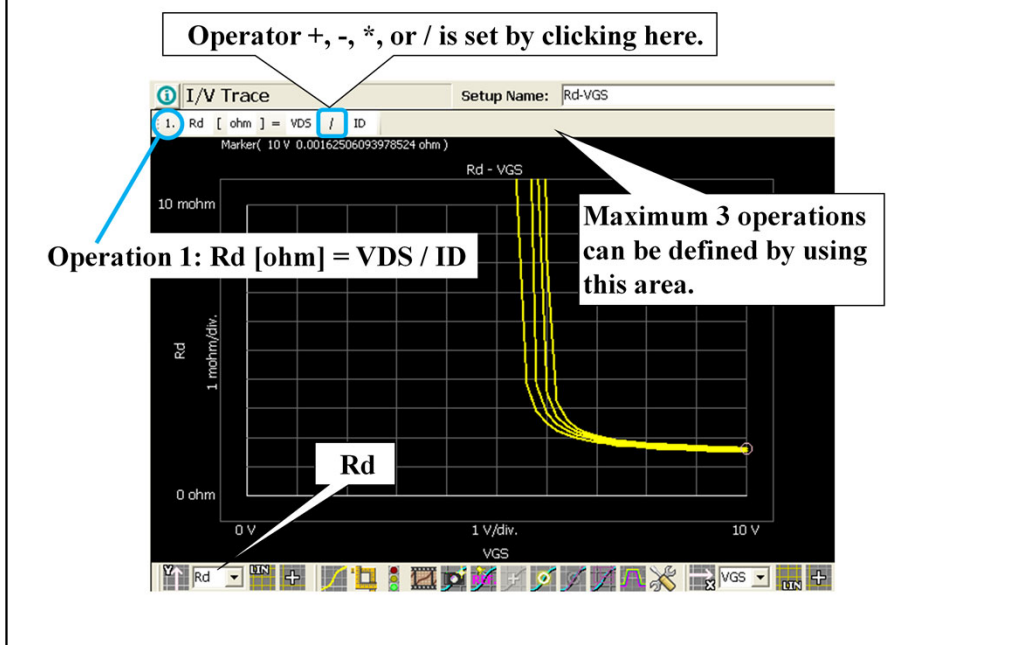 Operator +, -, *, or / is set by clicking here.
I/V Trace
Setup Name: Rd-VGS
1. Rd [ ohm ] = VDS / ID
Marker( 10 V 0.00162506093978524 ohm )
Rd - VGS
10 mohm
Maximum 3 operations
can be defined by using
this area.
Operation 1: Rd [ohm] = VDS / ID
Rd
1 mohm/div.
Rd
0 ohm
0 V
1 V/div.
10 V
VGS
Y
Rd
LIN
X
VGS
LIN